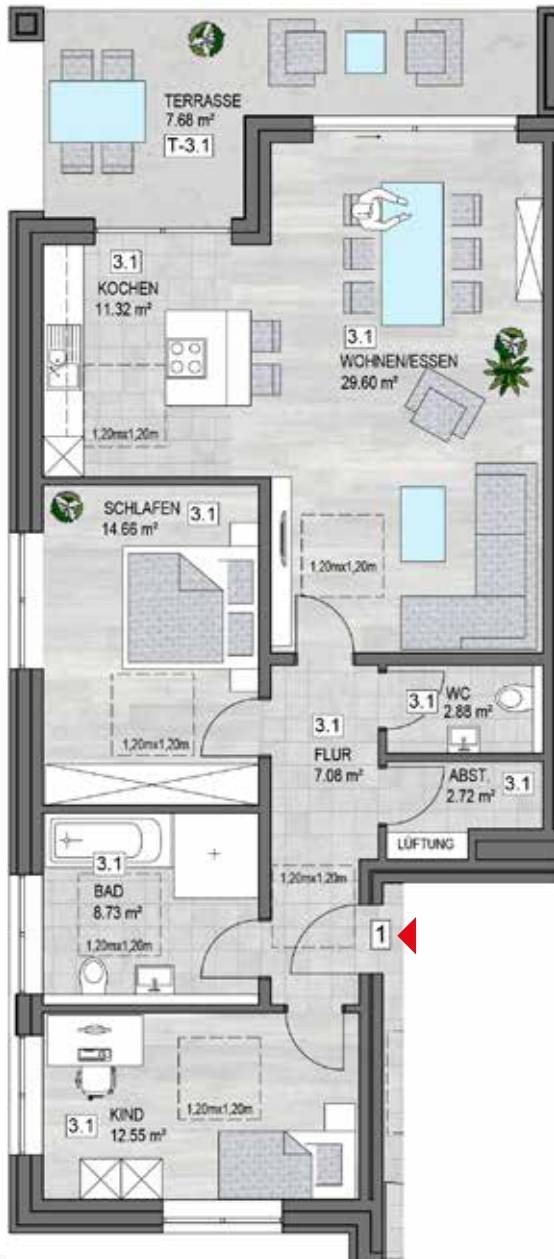 TERRASSE
7.68 m²
T-3.1
3.1
KOCHEN
11.32 m²
3.1
WOHNEN/ESSEN
29.60 m²
1,20mx1,20m
SCHLAFEN 3.1
14.66 m²
1,20mx1,20m
1,20mx1,20m
3.1 WC
2.88 m²
3.1
FLUR
7.08 m²
ABST. 3.1
2.72 m²
LÜFTUNG
3.1
BAD
8.73 m²
1,20mx1,20m
1,20mx1,20m
1
3.1 KIND
12.55 m²
1,20mx1,20m